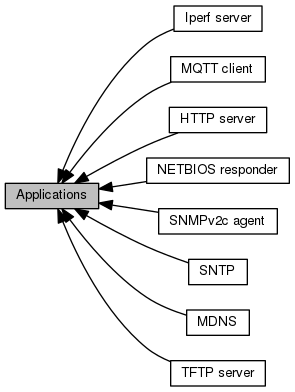 Iperf server
MQTT client
HTTP server
NETBIOS responder
Applications
SNMPv2c agent
SNTP
MDNS
TFTP server